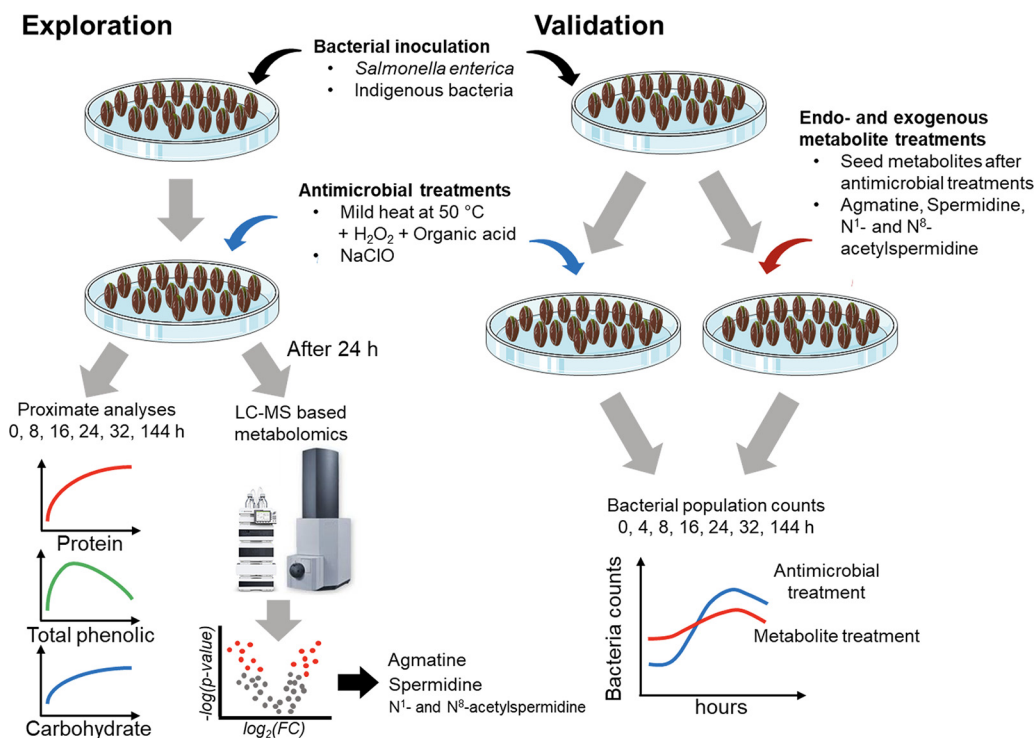 Exploration
Validation
Bacterial inoculation
• Salmonella enterica
• Indigenous bacteria
Endo- and exogenous
metabolite treatments
• Seed metabolites after
antimicrobial treatments
• Agmatine, Spermidine,
N¹- and N⁸-
acetylspermidine
Antimicrobial treatments
• Mild heat at 50 °C
+ H₂O₂ + Organic acid
• NaClO
After 24 h
Proximate analyses
0, 8, 16, 24, 32, 144 h
Protein
Total phenolic
Carbohydrate
LC-MS based
metabolomics
-log(p-value)
log₂(FC)
Agmatine
Spermidine
N¹- and N⁸-acetylspermidine
Bacterial population counts
0, 4, 8, 16, 24, 32, 144 h
Bacteria counts
Antimicrobial
treatment
Metabolite treatment
hours